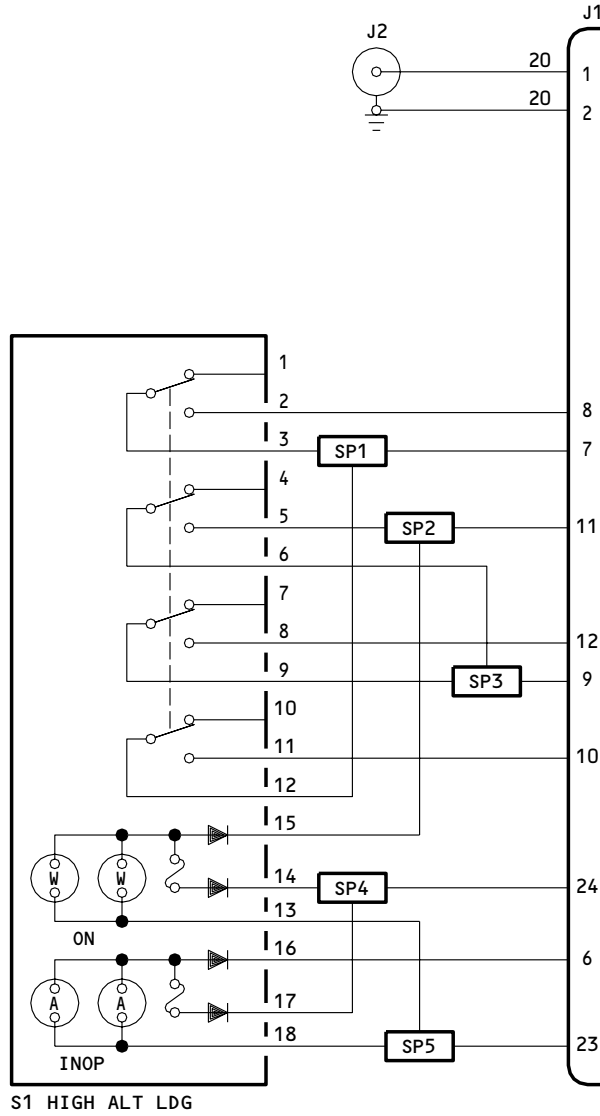 J1
J2
20 1
20 2
1
2 8
3 SP1 7
4
5 SP2 11
6
7
8 12
9 SP3 9
10
11 10
12
15
W W 14 SP4 24
13
ON
16 6
A A 17
18 SP5 23
INOP
S1 HIGH ALT LDG